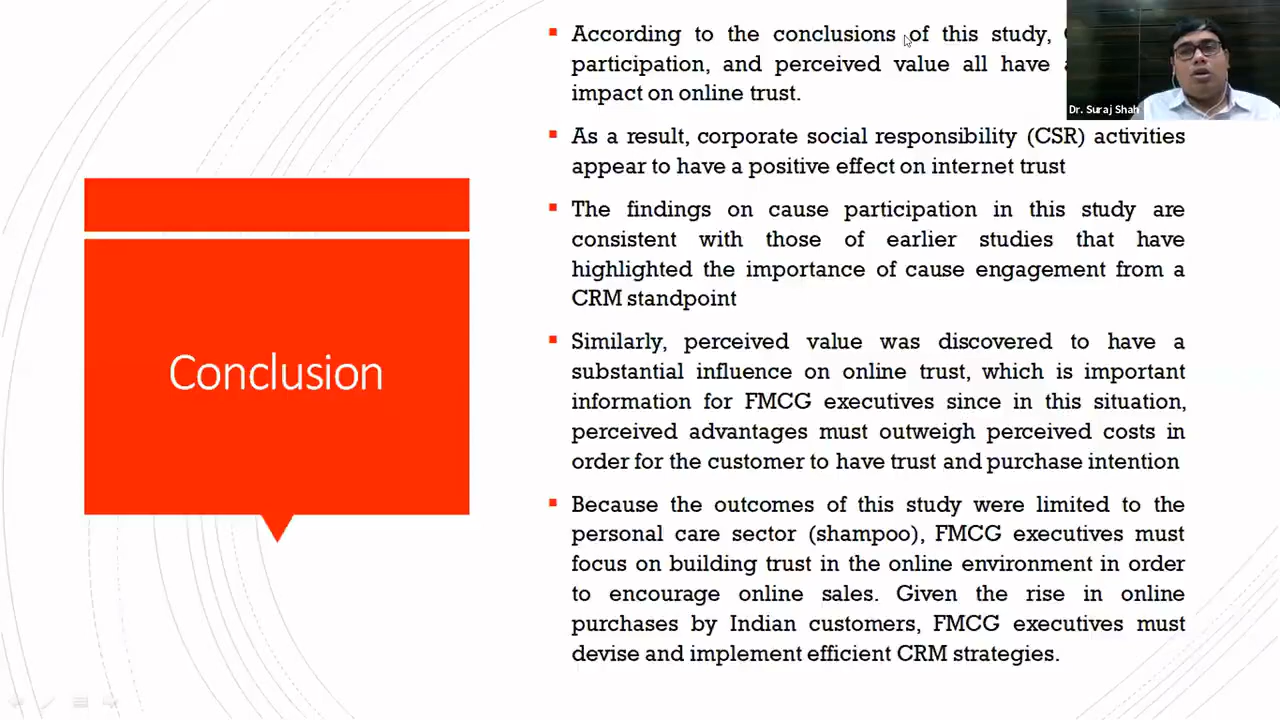 According to the conclusions of this study,
participation, and perceived value all have
impact on online trust.
Dr. Suraj Shah
As a result, corporate social responsibility (CSR) activities
appear to have a positive effect on internet trust
The findings on cause participation in this study are
consistent with those of earlier studies that have
highlighted the importance of cause engagement from a
CRM standpoint
Conclusion
Similarly, perceived value was discovered to have a
substantial influence on online trust, which is important
information for FMCG executives since in this situation,
perceived advantages must outweigh perceived costs in
order for the customer to have trust and purchase intention
Because the outcomes of this study were limited to the
personal care sector (shampoo), FMCG executives must
focus on building trust in the online environment in order
to encourage online sales. Given the rise in online
purchases by Indian customers, FMCG executives must
devise and implement efficient CRM strategies.